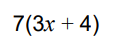 7(3x + 4)